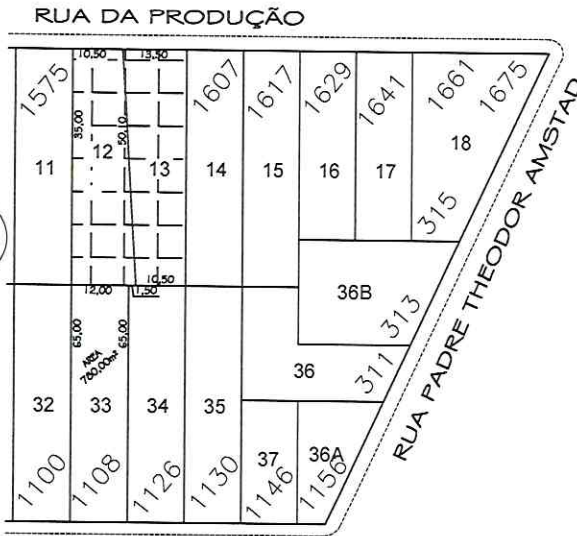 RUA DA PRODUÇÃO
10,50 13,50
1575 1607 1617 1629 1641 1661 1675
35,00 50,10
11 12 13 14 15 16 17 18
315
RUA PADRE THEODOR AMSTAD
10,50
12,00 1,50
36B
313
65,00 65,00
AREA
780,00m²
36
311
32 33 34 35
37 36A
1100 1108 1126 1130 1146 1156